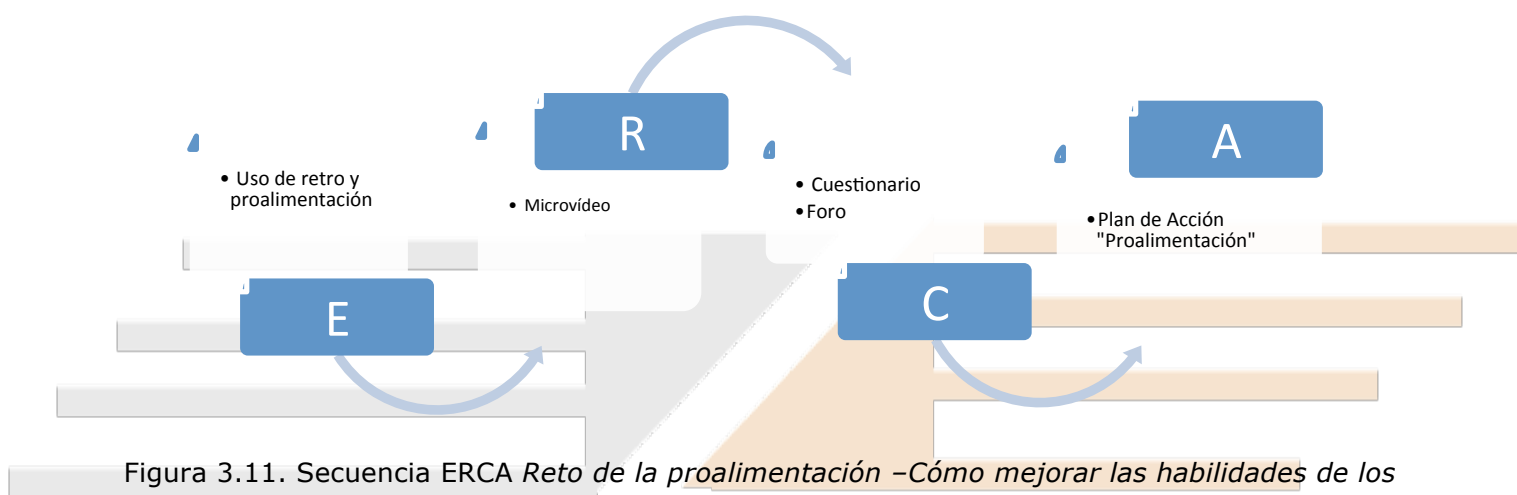 R
A
• Uso de retro y
proalimentación
• Microvídeo
• Cuestionario
•Foro
•Plan de Acción
"Proalimentación"
E
C
Figura 3.11. Secuencia ERCA Reto de la proalimentación –Cómo mejorar las habilidades de los